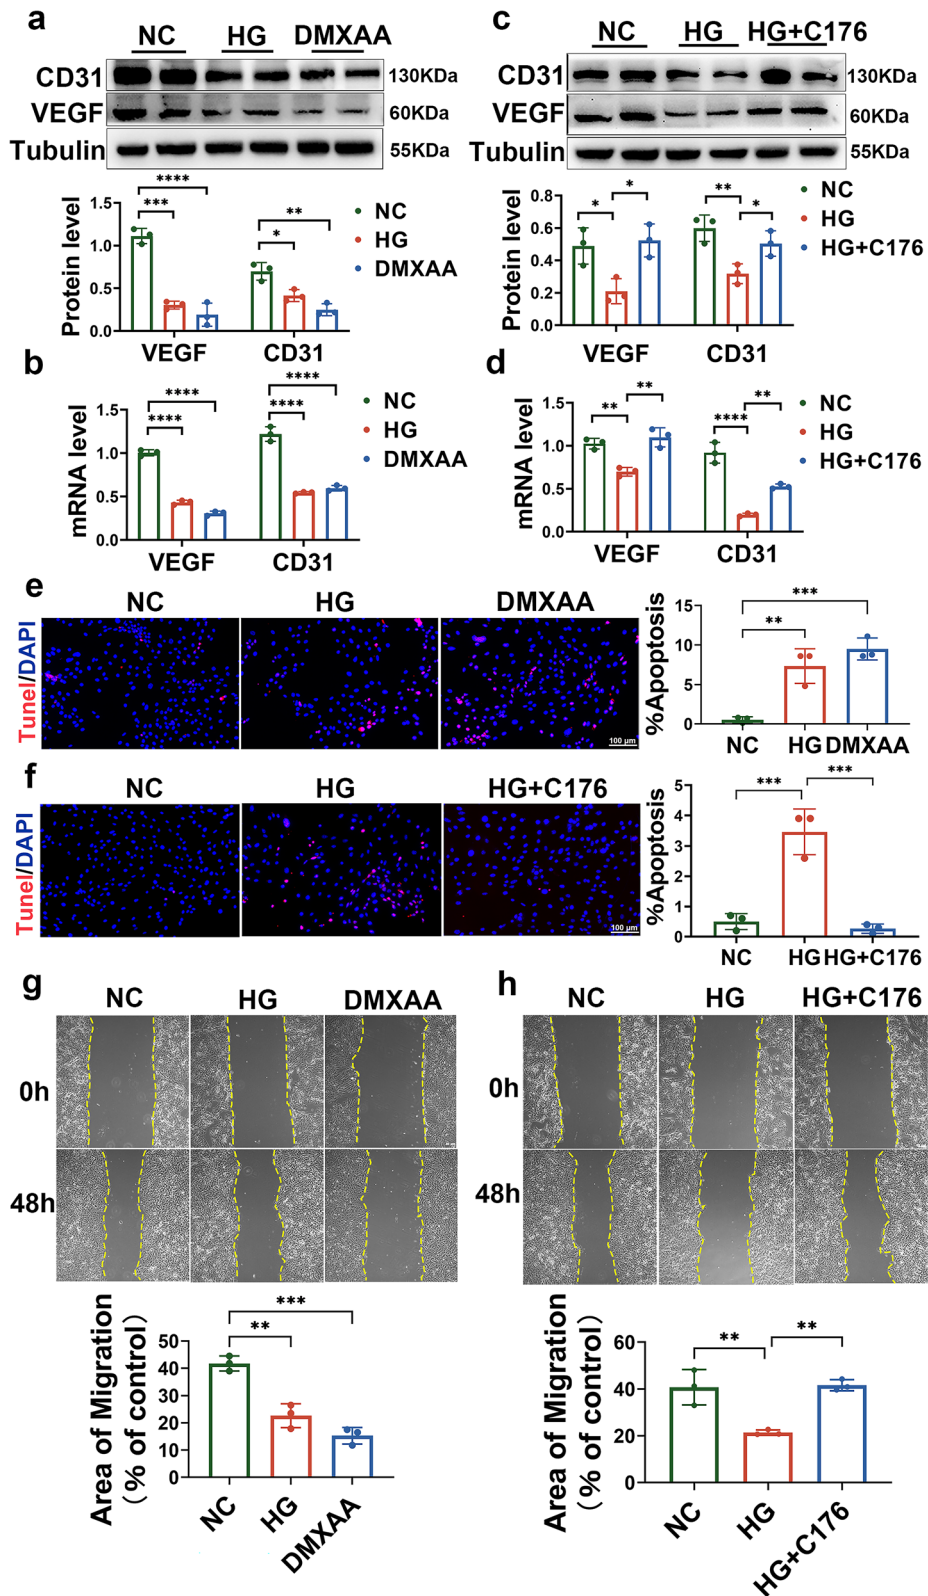 a
NC HG DMXAA
CD31 130KDa
VEGF 60KDa
Tubulin 55KDa
Protein level
1.5
1.0
0.5
0.0
****
***
**
*
NC
HG
DMXAA
VEGF CD31
c
NC HG HG+C176
CD31 130KDa
VEGF 60KDa
Tubulin 55KDa
Protein level
0.8
0.6
0.4
0.2
0.0
*
*
**
*
NC
HG
HG+C176
VEGF CD31
b
mRNA level
1.5
1.0
0.5
0.0
****
****
****
****
NC
HG
DMXAA
VEGF CD31
d
mRNA level
1.5
1.0
0.5
0.0
**
**
**
****
NC
HG
HG+C176
VEGF CD31
e
NC HG DMXAA
Tunel/DAPI
100 μm
%Apoptosis
15
10
5
0
***
**
NC HG DMXAA
f
NC HG HG+C176
Tunel/DAPI
100 μm
%Apoptosis
5
4
3
2
1
0
*** ***
NC HG HG+C176
g
NC HG DMXAA
0h
48h
Area of Migration
(% of control)
50
40
30
20
10
0
***
**
NC HG DMXAA
h
NC HG HG+C176
0h
48h
Area of Migration
(% of control)
60
40
20
0
** **
NC HG HG+C176